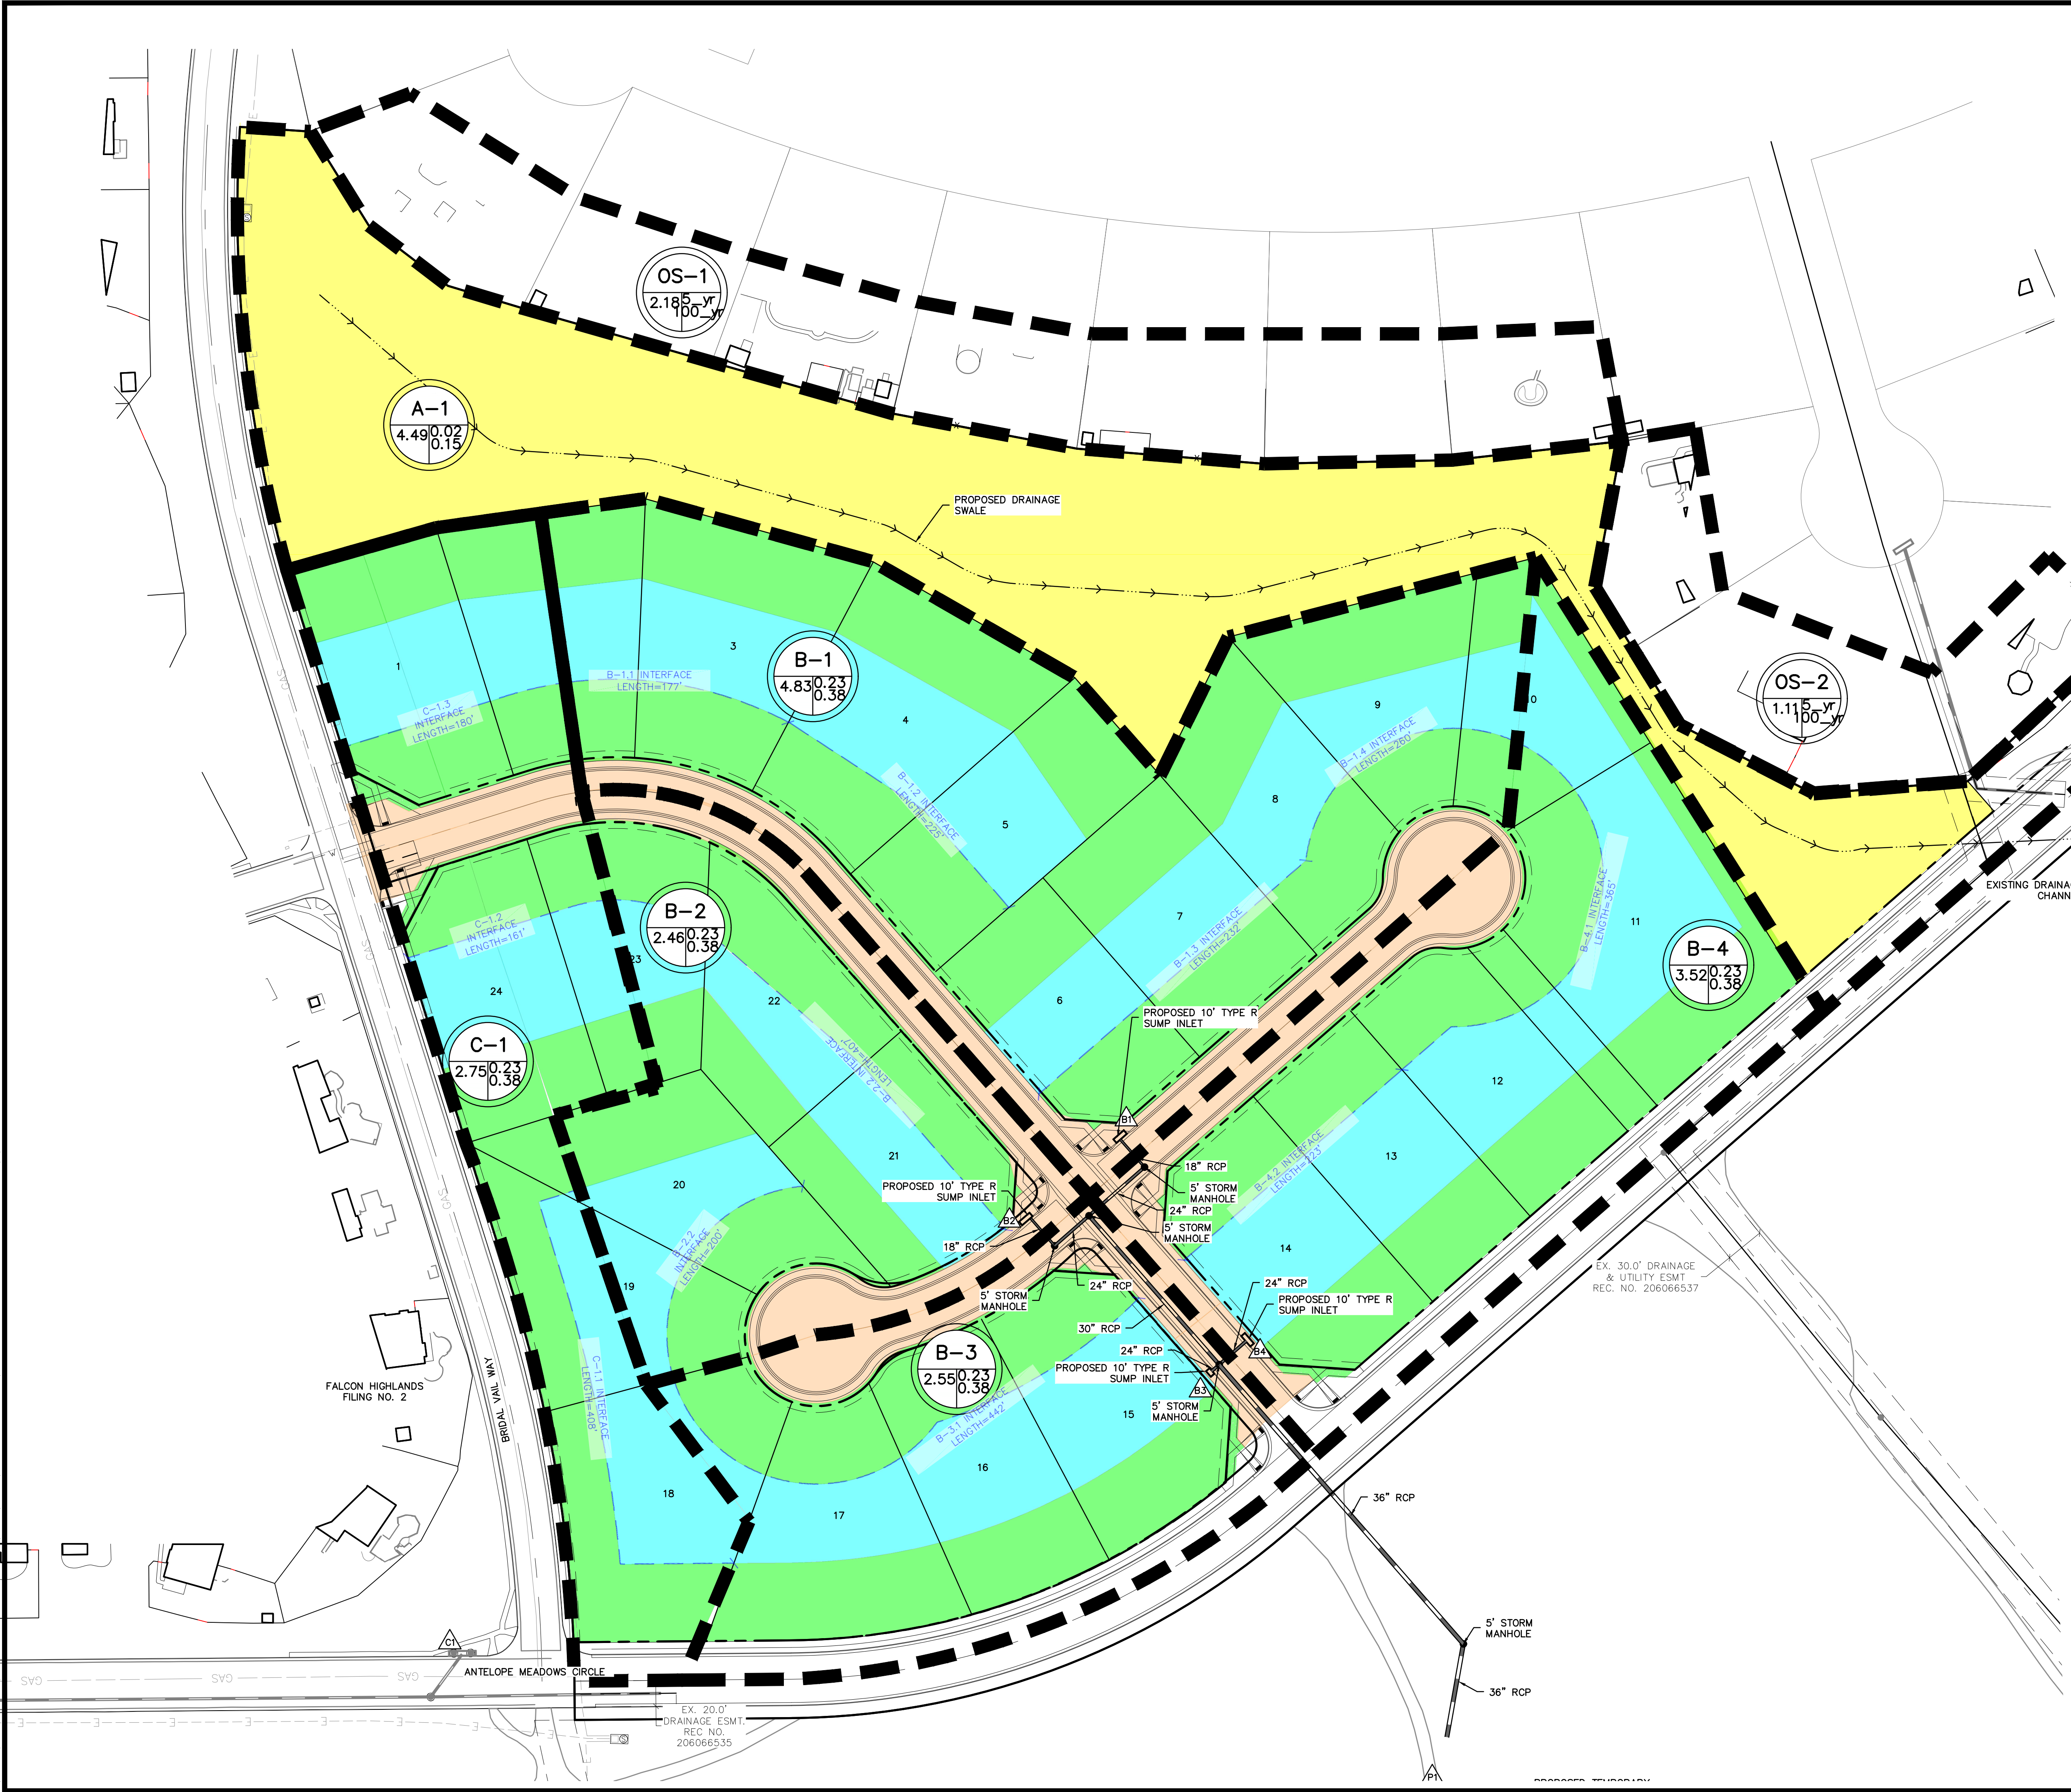 OS-1
2.18 5_yr
100_yr
A-1
4.49 0.02
0.15
PROPOSED DRAINAGE
SWALE
OS-2
1.11 5_yr
100_yr
1
3
4
5
6
7
8
9
10
11
12
13
14
15
16
17
18
19
20
21
22
23
24
B-1
4.83 0.23
0.38
B-1.1 INTERFACE
LENGTH=177'
C-1.3
INTERFACE
LENGTH=180'
B-1.2 INTERFACE
LENGTH=225'
B-1.4 INTERFACE
LENGTH=260'
B-1.3 INTERFACE
LENGTH=232'
B-4.1 INTERFACE
LENGTH=365'
EXISTING DRAINA
CHANN
B-4
3.52 0.23
0.38
B-2
2.46 0.23
0.38
C-1.2
INTERFACE
LENGTH=161'
C-1
2.75 0.23
0.38
B-2.2 INTERFACE
LENGTH=407'
PROPOSED 10' TYPE R
SUMP INLET
B1
18" RCP
5' STORM
MANHOLE
24" RCP
5' STORM
MANHOLE
B-4.2 INTERFACE
LENGTH=223'
PROPOSED 10' TYPE R
SUMP INLET
B2
18" RCP
24" RCP
5' STORM
MANHOLE
30" RCP
24" RCP
PROPOSED 10' TYPE R
SUMP INLET
B4
24" RCP
PROPOSED 10' TYPE R
SUMP INLET
B3
5' STORM
MANHOLE
B-2.2
INTERFACE
LENGTH=200'
C-1.1 INTERFACE
LENGTH=408'
B-3
2.55 0.23
0.38
B-3.1 INTERFACE
LENGTH=442'
EX. 30.0' DRAINAGE
& UTILITY ESMT
REC. NO. 206066537
FALCON HIGHLANDS
FILING NO. 2
BRIDAL VAIL WAY
GAS
GAS
GAS
36" RCP
5' STORM
MANHOLE
36" RCP
C1
ANTELOPE MEADOWS CIRCLE
GAS
GAS
GAS
EX. 20.0'
DRAINAGE ESMT.
REC NO.
206066535
P1
PROPOSED TEMPORARY